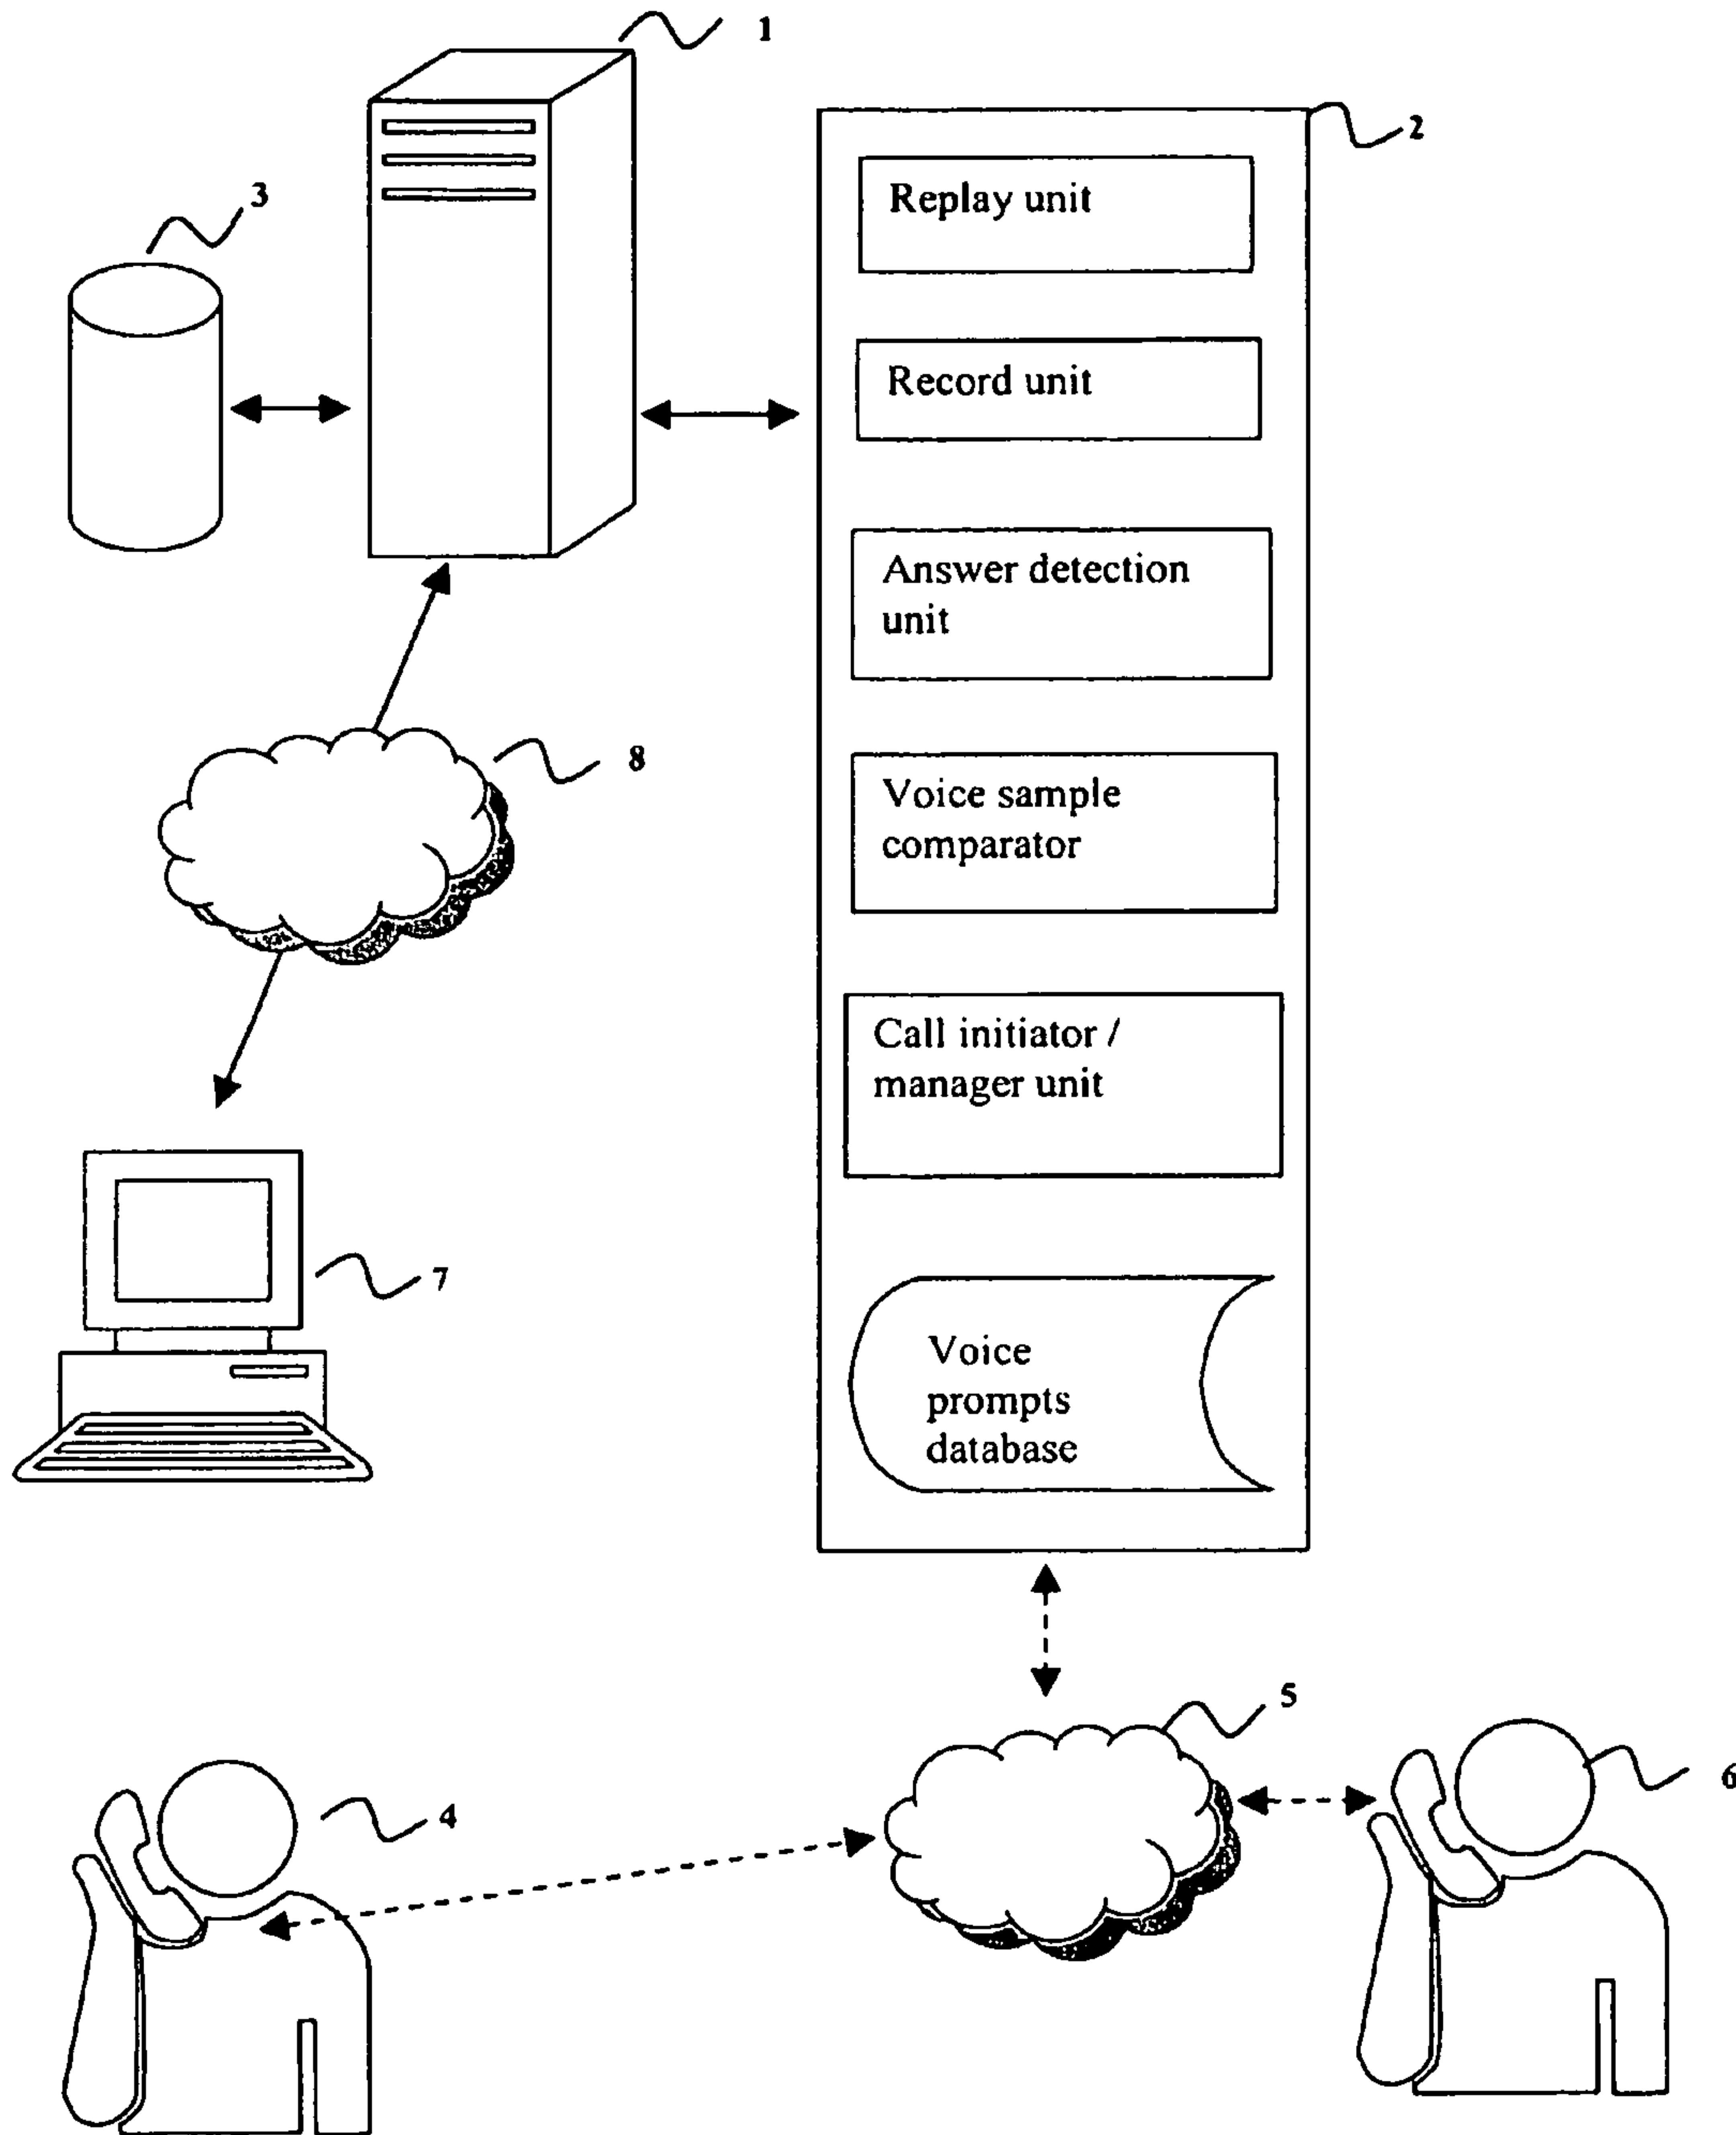 1
2
Replay unit
3
Record unit
Answer detection
unit
8
Voice sample
comparator
Call initiator /
manager unit
7
Voice
prompts
database
5
6
4